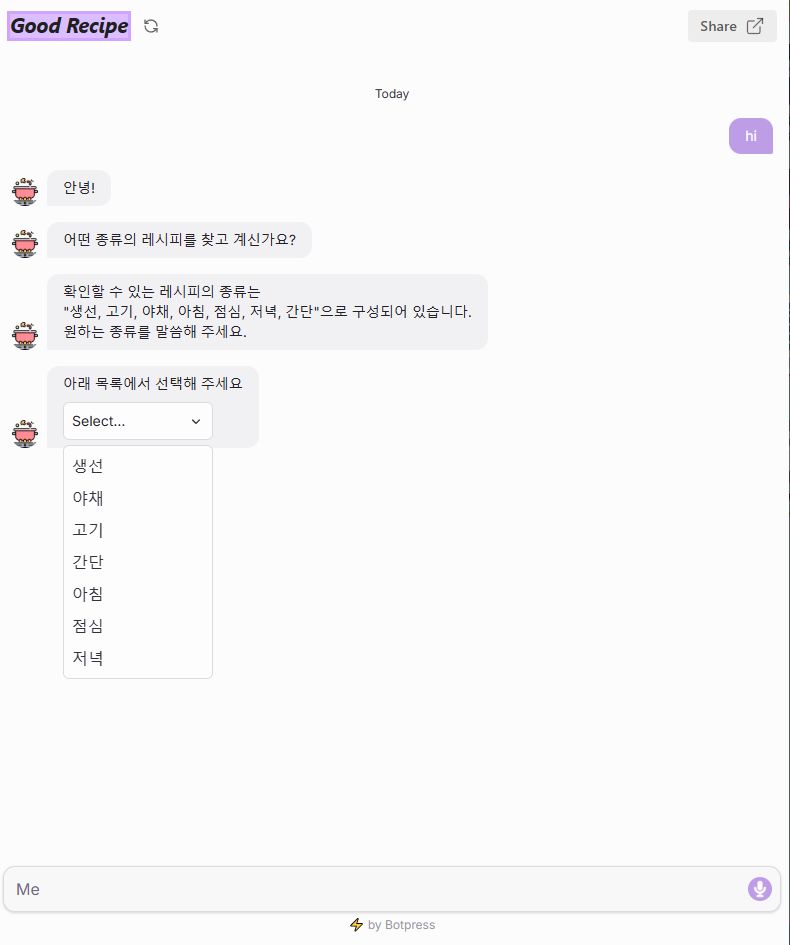 Good Recipe
Share
Today
hi
안녕!
어떤 종류의 레시피를 찾고 계신가요?
확인할 수 있는 레시피의 종류는
"생선, 고기, 야채, 아침, 점심, 저녁, 간단"으로 구성되어 있습니다.
원하는 종류를 말씀해 주세요.
아래 목록에서 선택해 주세요
Select...
생선
야채
고기
간단
아침
점심
저녁
Me
by Botpress